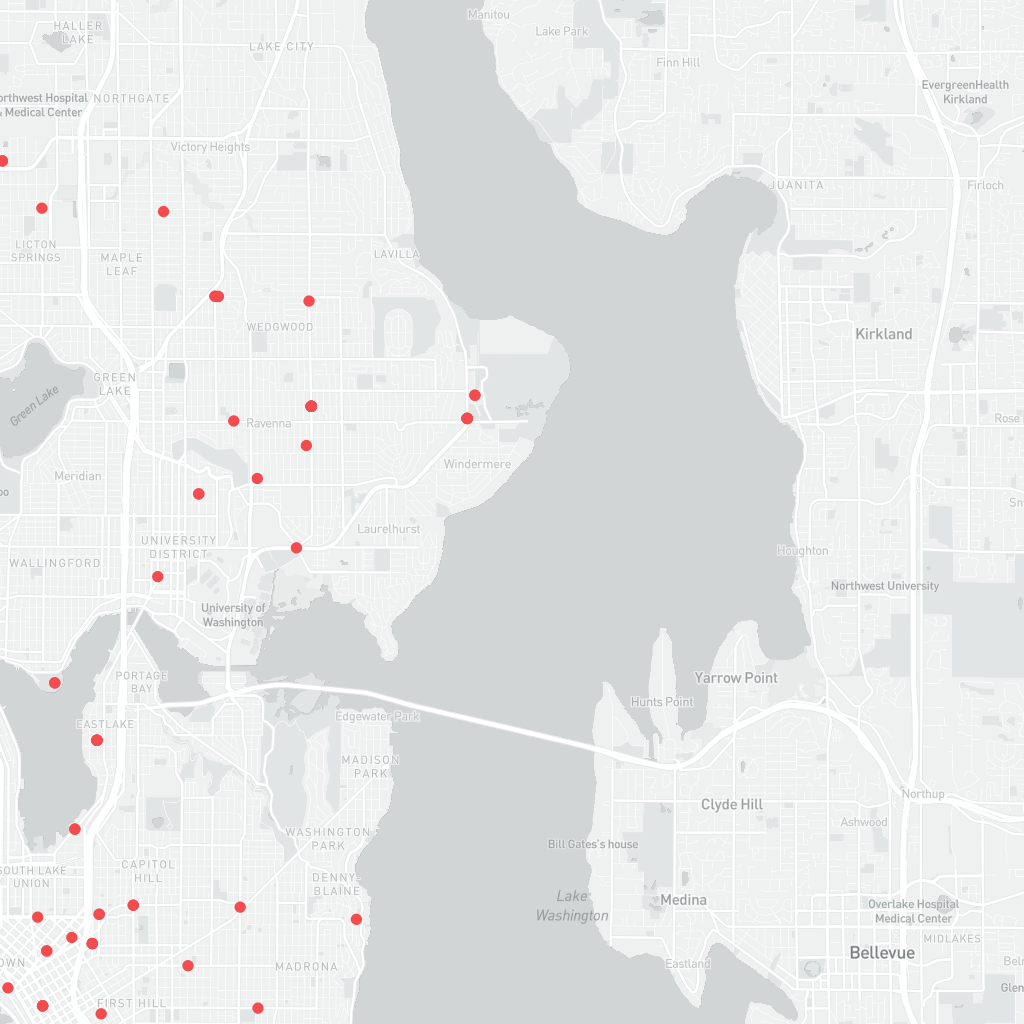 Manitou
HALLER
LAKE
Lake Park
LAKE CITY
Finn Hill
EvergreenHealth
Kirkland
orthwest Hospital
& Medical Center
NORTHGATE
Victory Heights
JUANITA
Firloch
LICTON
SPRINGS
MAPLE
LEAF
LAVILLA
WEDGWOOD
Kirkland
GREEN
LAKE
Green Lake
Ravenna
Rose
Windermere
Meridian
Laurelhurst
UNIVERSITY
DISTRICT
WALLINGFORD
Houghton
Northwest University
University of
Washington
PORTAGE
BAY
Yarrow Point
Hunts Point
Edgewater Park
EASTLAKE
MADISON
PARK
Northup
Clyde Hill
Ashwood
WASHINGTON
PARK
Bill Gates's house
CAPITOL
HILL
SOUTH LAKE
UNION
DENNY-
BLAINE
Lake
Washington
Medina
Overlake Hospital
Medical Center
MIDLAKES
Bellevue
OWN
MADRONA
Eastland
Belr
Glen
FIRST HILL